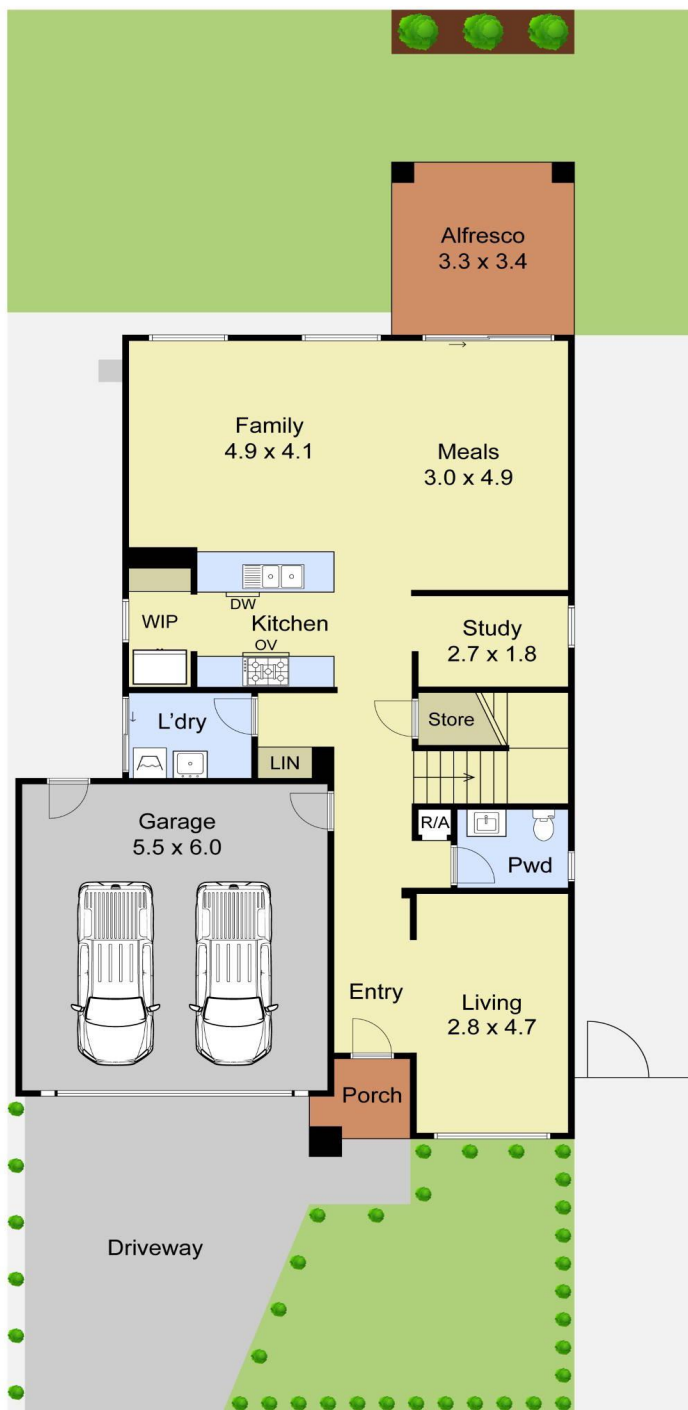 Alfresco
3.3 x 3.4
Family
4.9 x 4.1
Meals
3.0 x 4.9
DW
WIP
Kitchen
OV
Study
2.7 x 1.8
L'dry
Store
LIN
Garage
5.5 x 6.0
R/A
Pwd
Entry
Living
2.8 x 4.7
Porch
Driveway